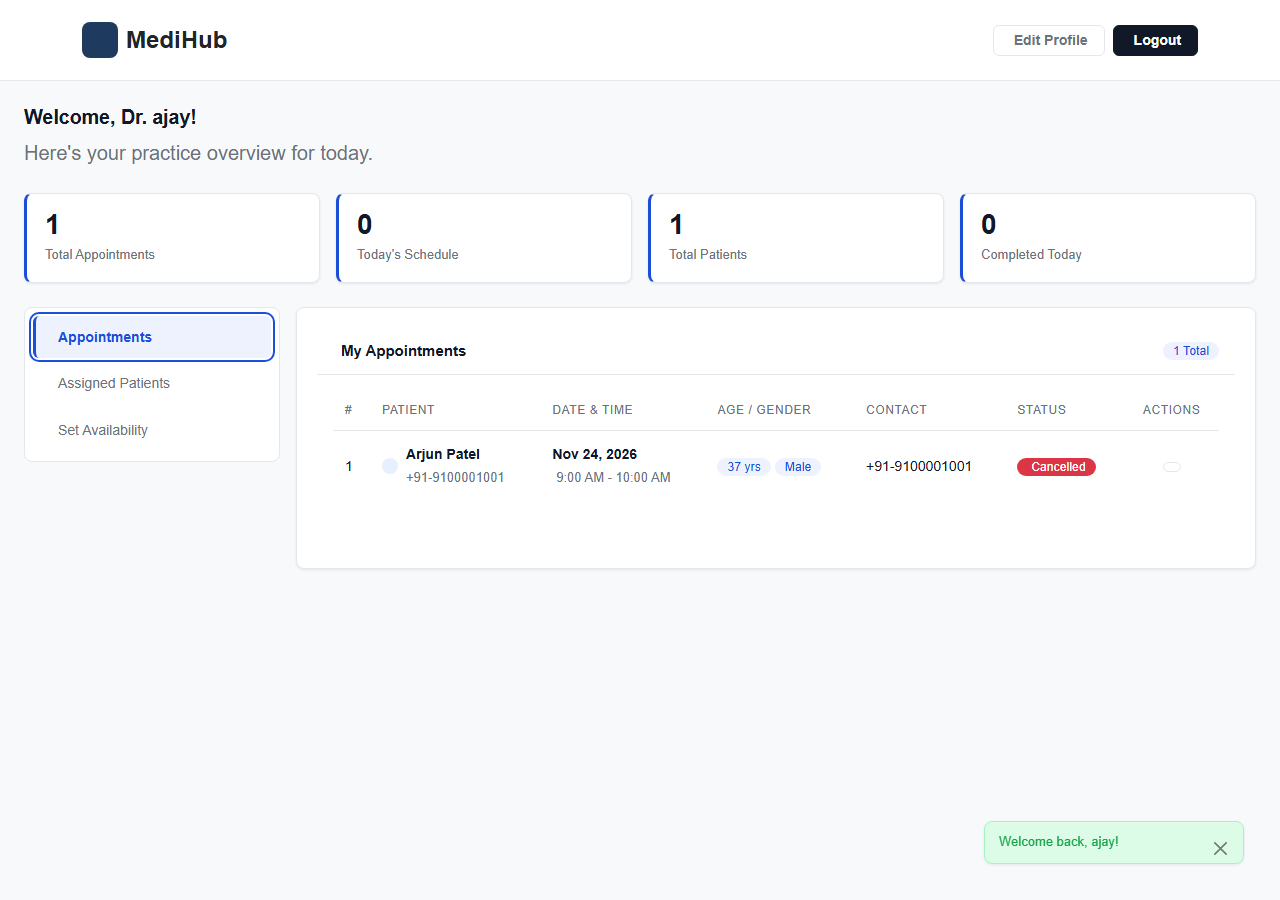 MediHub
Edit Profile
Logout
Welcome, Dr. ajay!
Here's your practice overview for today.
1
Total Appointments
0
Today's Schedule
1
Total Patients
0
Completed Today
Appointments
Assigned Patients
Set Availability
My Appointments
1 Total
# PATIENT DATE & TIME AGE / GENDER CONTACT STATUS ACTIONS
1 Arjun Patel Nov 24, 2026 37 yrs Male +91-9100001001 Cancelled
+91-9100001001 9:00 AM - 10:00 AM
Welcome back, ajay!